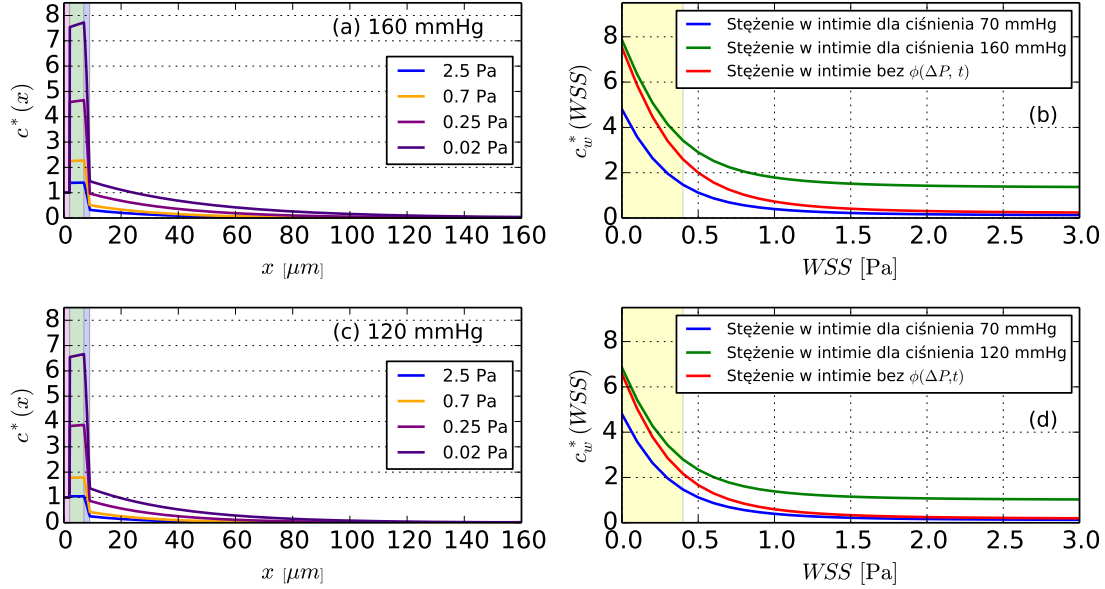 (a) 160 mmHg
2.5 Pa
0.7 Pa
0.25 Pa
0.02 Pa
c*(x)
8
7
6
5
4
3
2
1
0
0 20 40 60 80 100 120 140 160
x [μm]
Stężenie w intimie dla ciśnienia 70 mmHg
Stężenie w intimie dla ciśnienia 160 mmHg
Stężenie w intimie bez ϕ(ΔP, t)
(b)
c*w(WSS)
8
6
4
2
0
0.0 0.5 1.0 1.5 2.0 2.5 3.0
WSS [Pa]
(c) 120 mmHg
2.5 Pa
0.7 Pa
0.25 Pa
0.02 Pa
c*(x)
8
7
6
5
4
3
2
1
0
0 20 40 60 80 100 120 140 160
x [μm]
Stężenie w intimie dla ciśnienia 70 mmHg
Stężenie w intimie dla ciśnienia 120 mmHg
Stężenie w intimie bez ϕ(ΔP,t)
(d)
c*w(WSS)
8
6
4
2
0
0.0 0.5 1.0 1.5 2.0 2.5 3.0
WSS [Pa]